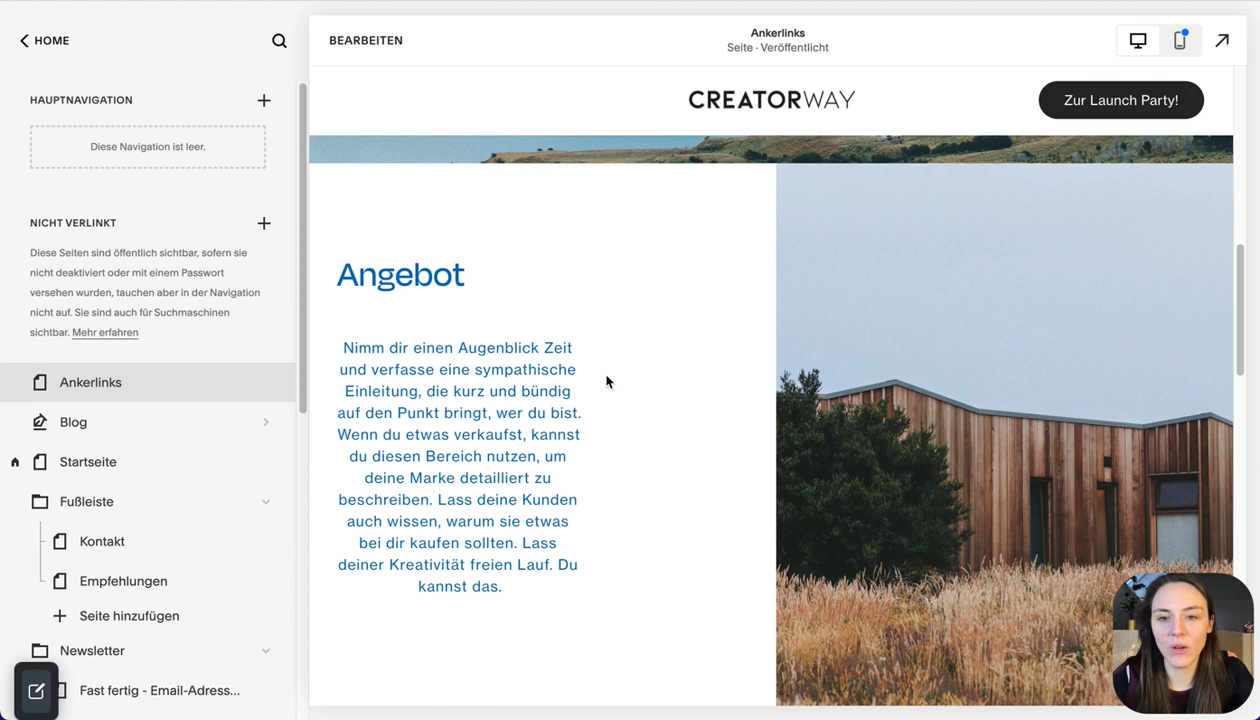 HOME
HAUPTNAVIGATION
Diese Navigation ist leer.
NICHT VERLINKT
Diese Seiten sind öffentlich sichtbar, sofern sie
nicht deaktiviert oder mit einem Passwort
versehen wurden, tauchen aber in der Navigation
nicht auf. Sie sind auch für Suchmaschinen
sichtbar. Mehr erfahren
Ankerlinks
Blog
Startseite
Fußleiste
Kontakt
Empfehlungen
Seite hinzufügen
Newsletter
Fast fertig - Email-Adress...
BEARBEITEN
Ankerlinks
Seite · Veröffentlicht
CREATORWAY
Zur Launch Party!
Angebot
Nimm dir einen Augenblick Zeit
und verfasse eine sympathische
Einleitung, die kurz und bündig
auf den Punkt bringt, wer du bist.
Wenn du etwas verkaufst, kannst
du diesen Bereich nutzen, um
deine Marke detailliert zu
beschreiben. Lass deine Kunden
auch wissen, warum sie etwas
bei dir kaufen sollten. Lass
deiner Kreativität freien Lauf. Du
kannst das.